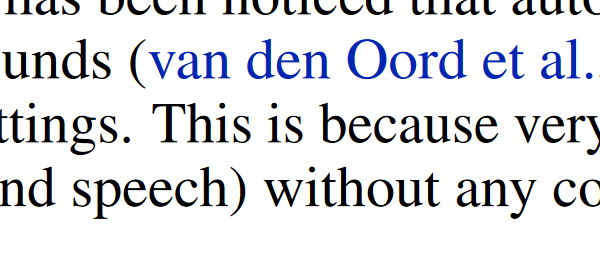 has been noticed that auto
unds (van den Oord et al.
ttings. This is because very
nd speech) without any co